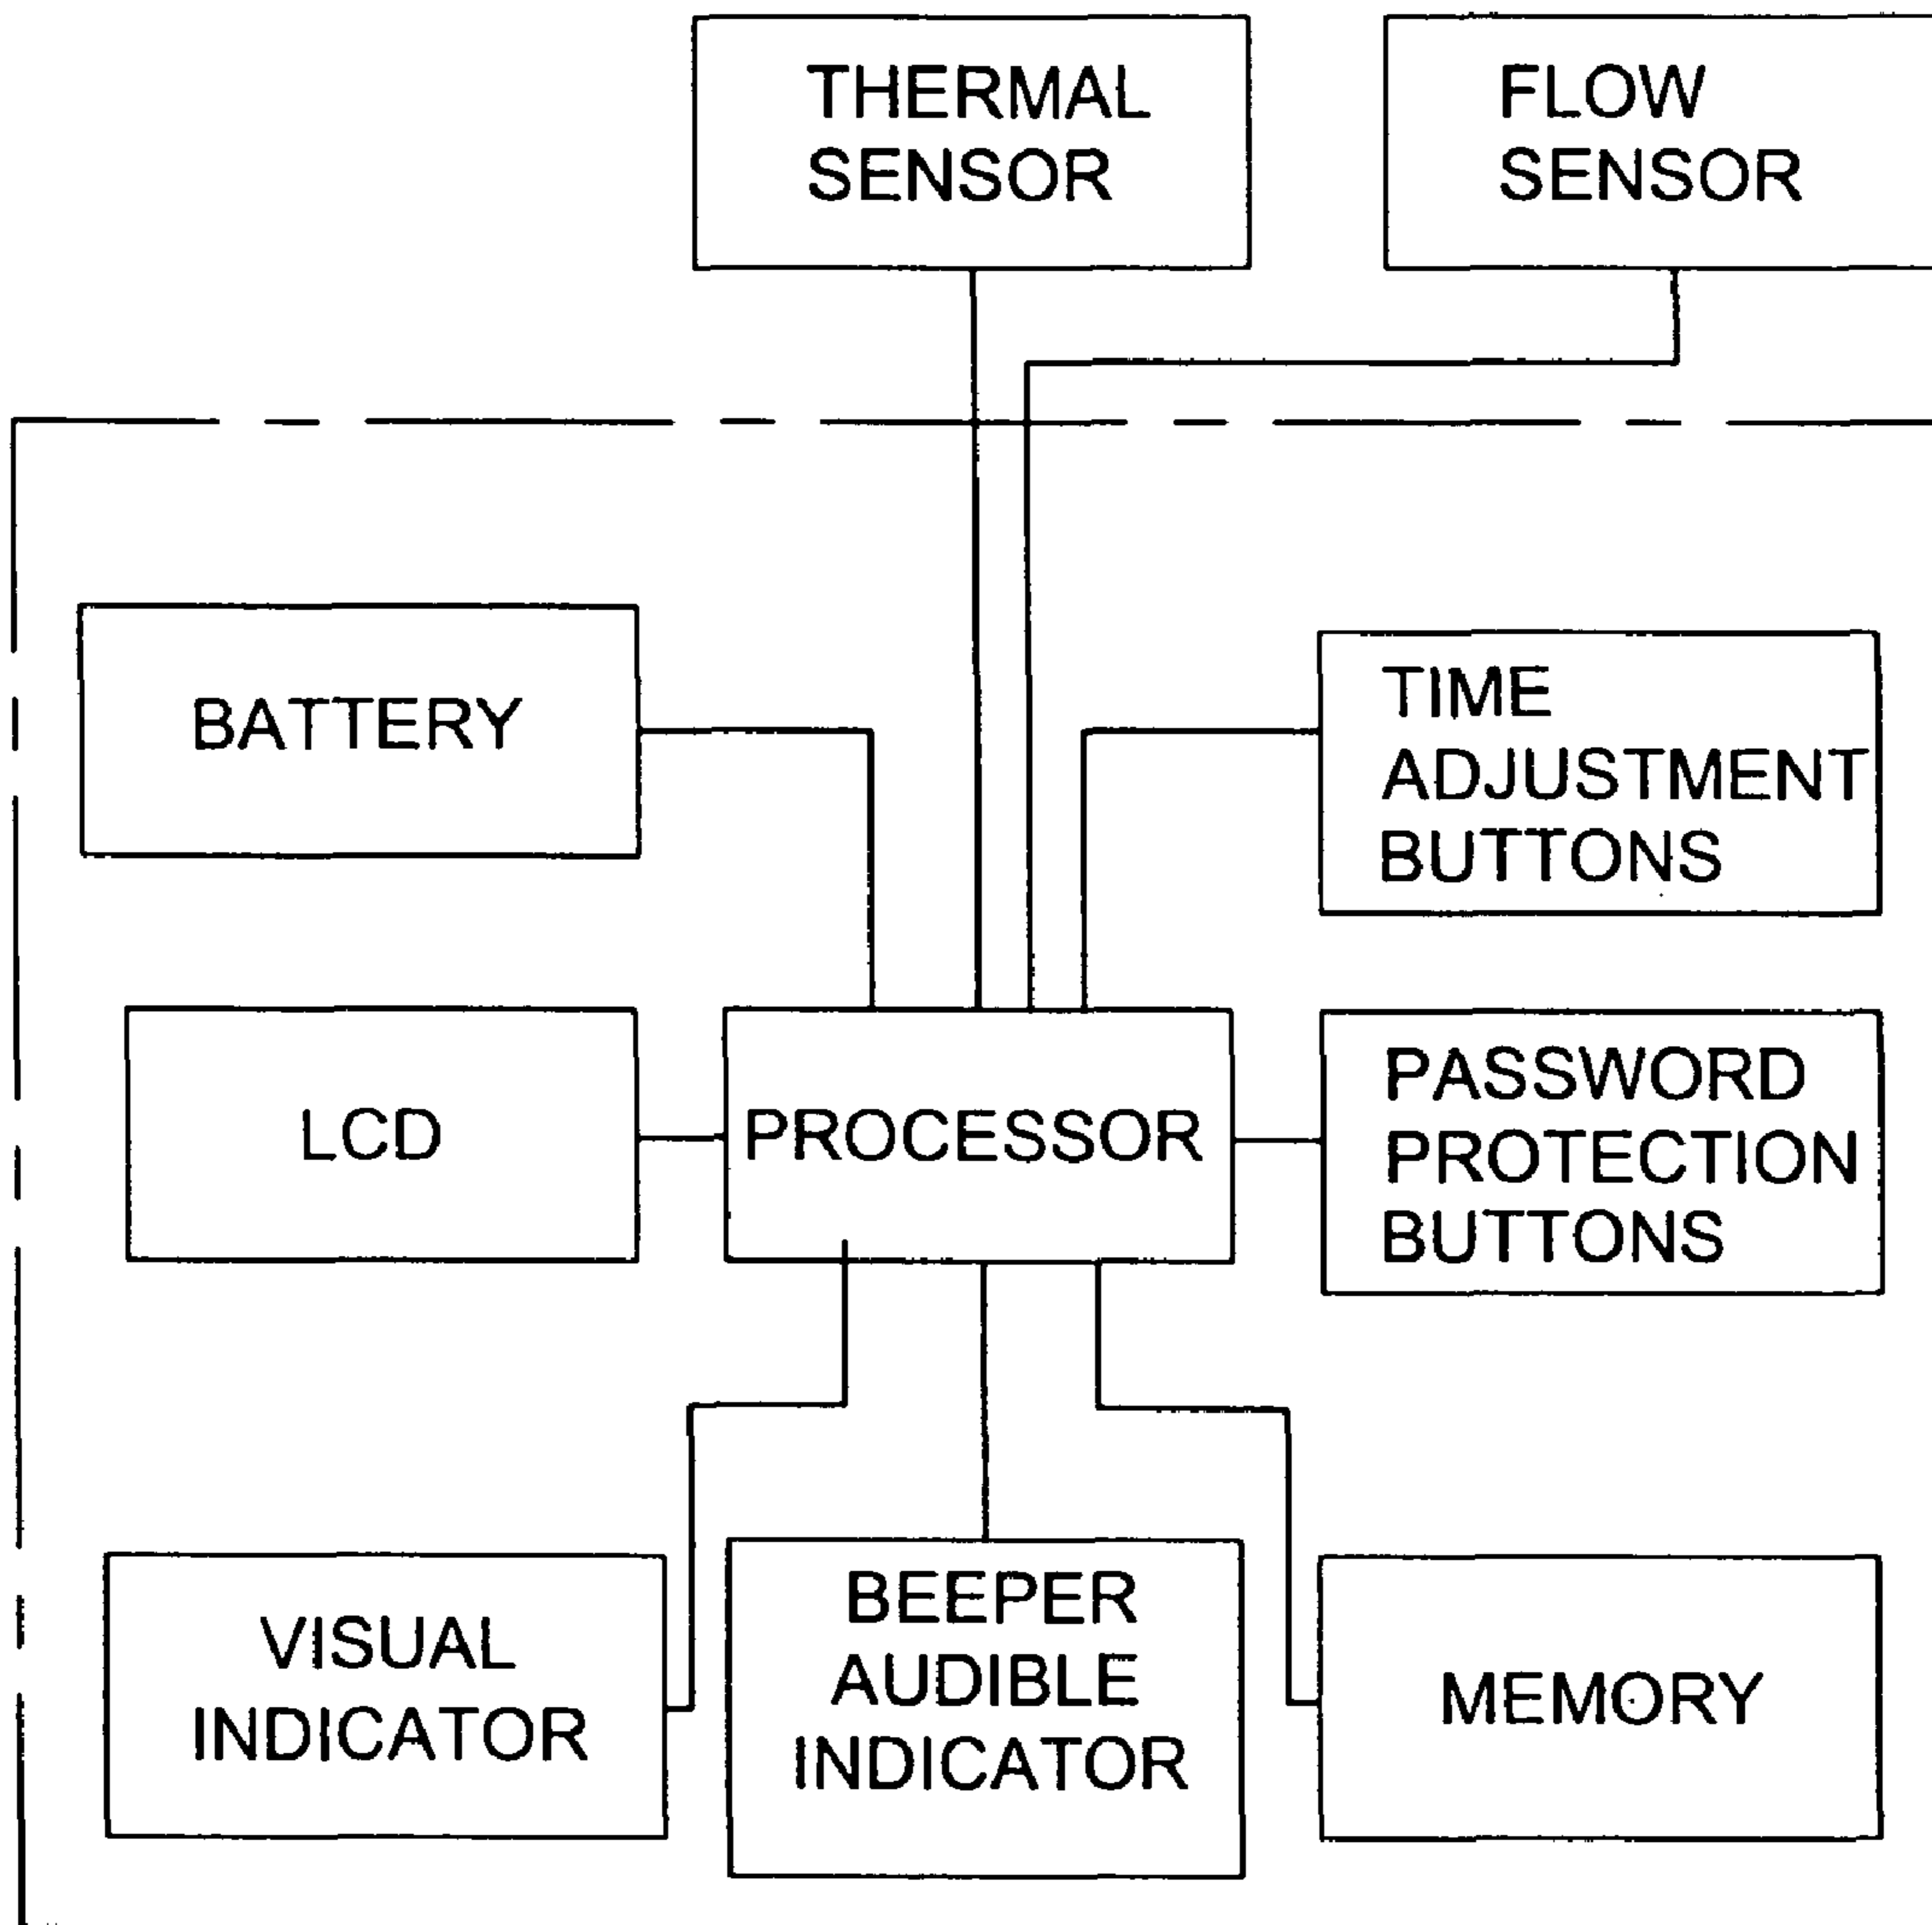 THERMAL
SENSOR
FLOW
SENSOR
BATTERY
TIME
ADJUSTMENT
BUTTONS
LCD
PROCESSOR
PASSWORD
PROTECTION
BUTTONS
VISUAL
INDICATOR
BEEPER
AUDIBLE
INDICATOR
MEMORY